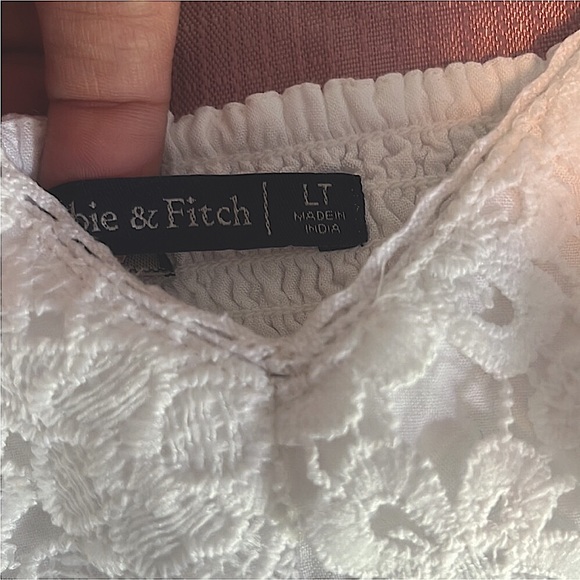 bie & Fitch
LT
MADE IN
INDIA